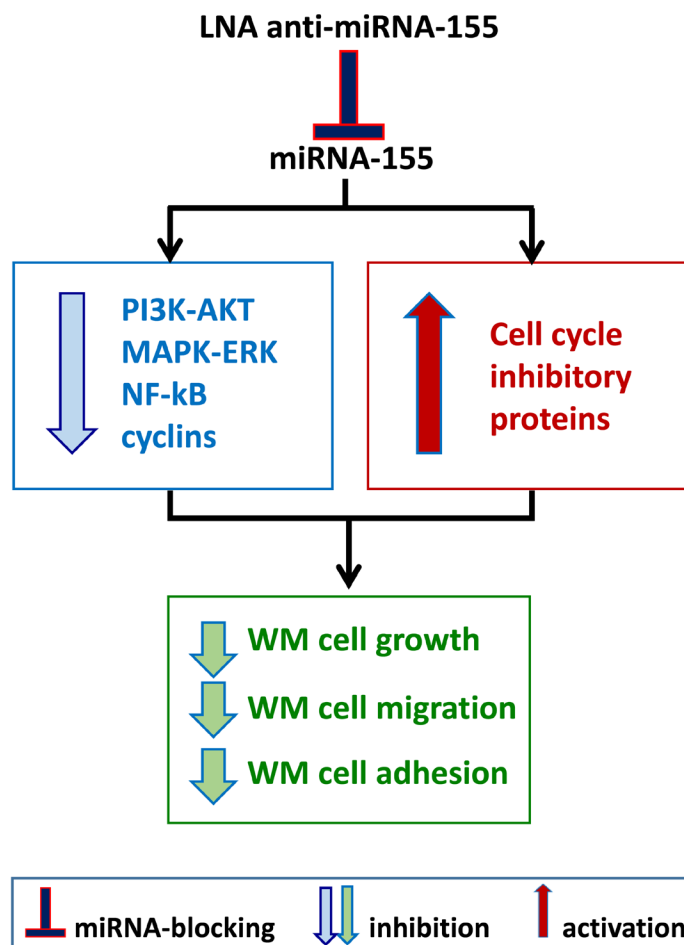 LNA anti-miRNA-155
miRNA-155
PI3K-AKT
MAPK-ERK
NF-kB
cyclins
Cell cycle
inhibitory
proteins
WM cell growth
WM cell migration
WM cell adhesion
miRNA-blocking
inhibition
activation